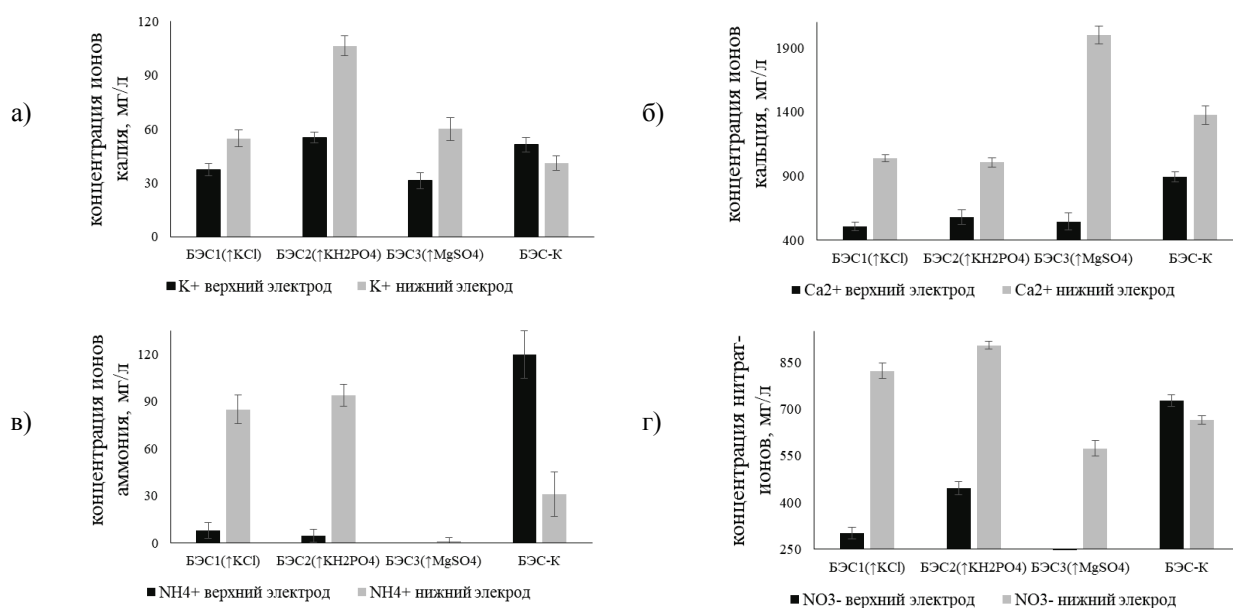 а)
концентрация ионов
калия, мг/л
120
90
60
30
0
БЭС1(↑KCl) БЭС2(↑KH2PO4) БЭС3(↑MgSO4) БЭС-К
K+ верхний электрод K+ нижний элекрод
б)
концентрация ионов
кальция, мг/л
1900
1400
900
400
БЭС1(↑KCl) БЭС2(↑KH2PO4) БЭС3(↑MgSO4) БЭС-К
Ca2+ верхний електрод Ca2+ нижний элекрод
в)
концентрация ионов
аммония, мг/л
120
90
60
30
0
БЭС1(↑KCl) БЭС2(↑KH2PO4) БЭС3(↑MgSO4) БЭС-К
NH4+ верхний электрод NH4+ нижний элекрод
г)
концентрация нитрат-
ионов, мг/л
850
700
550
400
250
БЭС1(↑KCl) БЭС2(↑KH2PO4) БЭС3(↑MgSO4) БЭС-К
NO3- верхний електрод NO3- нижний элекрод